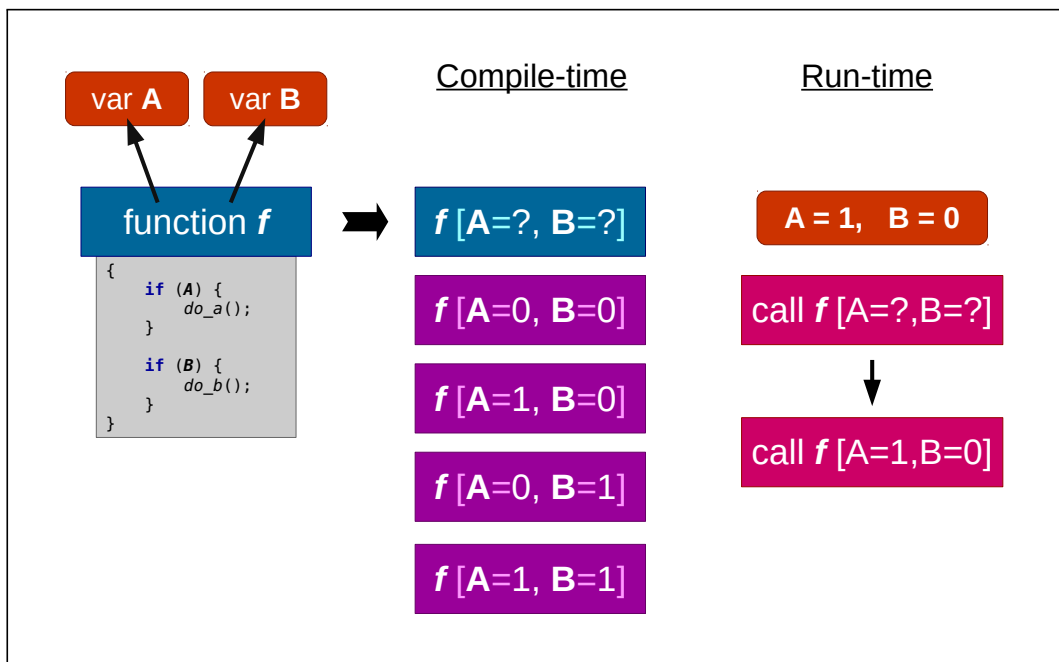 var A
var B
function f
{
    if (A) {
        do_a();
    }
    if (B) {
        do_b();
    }
}
Compile-time
f [A=?, B=?]
f [A=0, B=0]
f [A=1, B=0]
f [A=0, B=1]
f [A=1, B=1]
Run-time
A = 1, B = 0
call f [A=?,B=?]
call f [A=1,B=0]